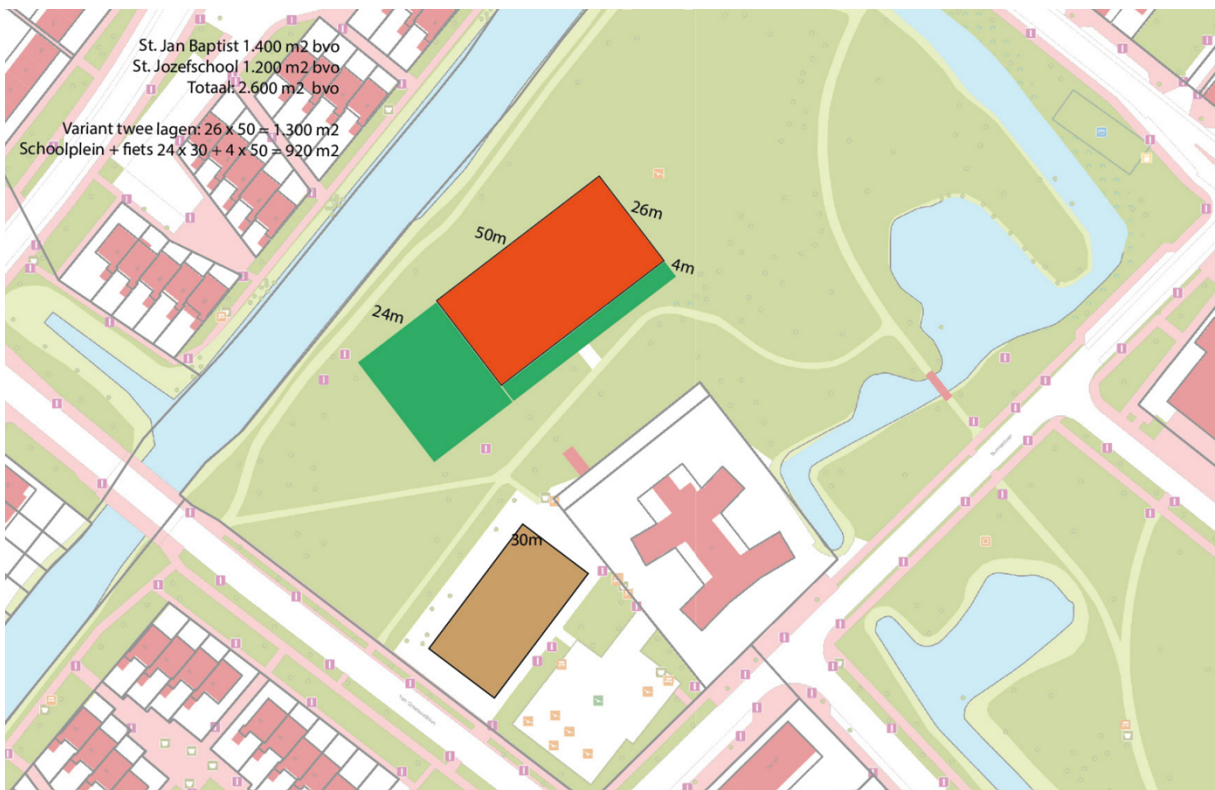 St. Jan Baptist 1.400 m2 bvo
St. Jozefschool 1.200 m2 bvo
Totaal: 2.600 m2 bvo
Variant twee lagen: 26 x 50 = 1.300 m2
Schoolplein + fiets 24 x 30 + 4 x 50 = 920 m2
26m
50m
4m
24m
30m